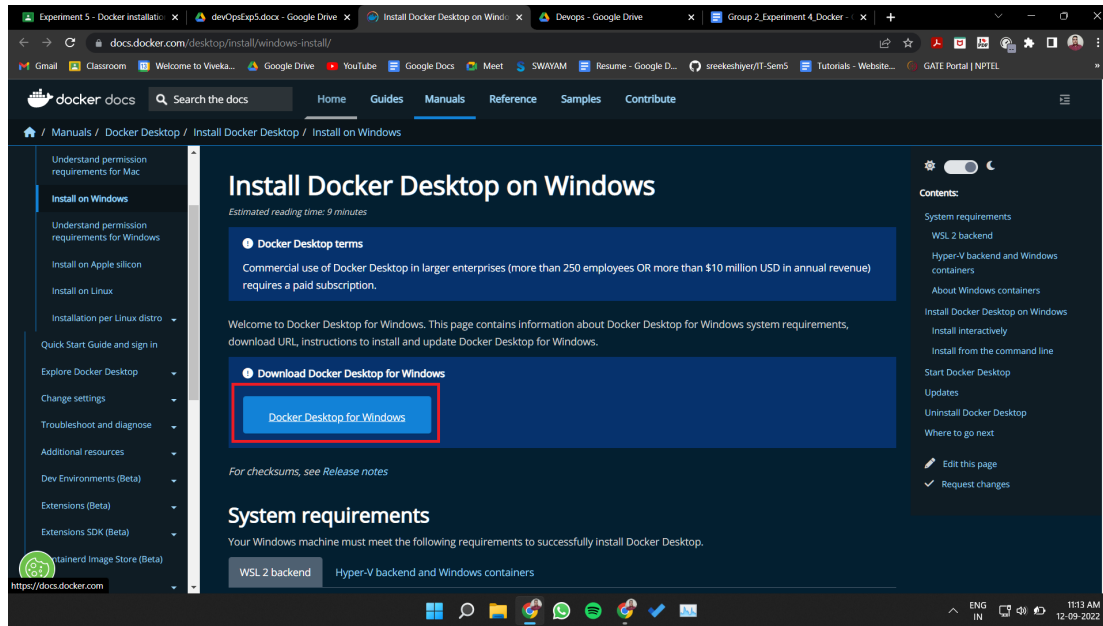 Experiment 5 - Docker installatio
devOpsExp5.docx - Google Drive
Install Docker Desktop on Windo
Devops - Google Drive
Group 2_Experiment 4_Docker -
docs.docker.com/desktop/install/windows-install/
Gmail
Classroom
Welcome to Viveka...
Google Drive
YouTube
Google Docs
Meet
SWAYAM
Resume - Google D...
sreekeshiyer/IT-Sem5
Tutorials - Website...
GATE Portal | NPTEL
»
docker docs
Search the docs
Home
Guides
Manuals
Reference
Samples
Contribute
/ Manuals / Docker Desktop / Install Docker Desktop / Install on Windows
Understand permission
requirements for Mac
Install on Windows
Understand permission
requirements for Windows
Install on Apple silicon
Install on Linux
Installation per Linux distro
Quick Start Guide and sign in
Explore Docker Desktop
Change settings
Troubleshoot and diagnose
Additional resources
Dev Environments (Beta)
Extensions (Beta)
Extensions SDK (Beta)
ntainerd Image Store (Beta)
https://docs.docker.com
Install Docker Desktop on Windows
Estimated reading time: 9 minutes
Docker Desktop terms
Commercial use of Docker Desktop in larger enterprises (more than 250 employees OR more than $10 million USD in annual revenue)
requires a paid subscription.
Welcome to Docker Desktop for Windows. This page contains information about Docker Desktop for Windows system requirements,
download URL, instructions to install and update Docker Desktop for Windows.
Download Docker Desktop for Windows
Docker Desktop for Windows
For checksums, see Release notes
System requirements
Your Windows machine must meet the following requirements to successfully install Docker Desktop.
WSL 2 backend
Hyper-V backend and Windows containers
Contents:
System requirements
WSL 2 backend
Hyper-V backend and Windows
containers
About Windows containers
Install Docker Desktop on Windows
Install interactively
Install from the command line
Start Docker Desktop
Updates
Uninstall Docker Desktop
Where to go next
Edit this page
Request changes
ENG
IN
11:13 AM
12-09-2022